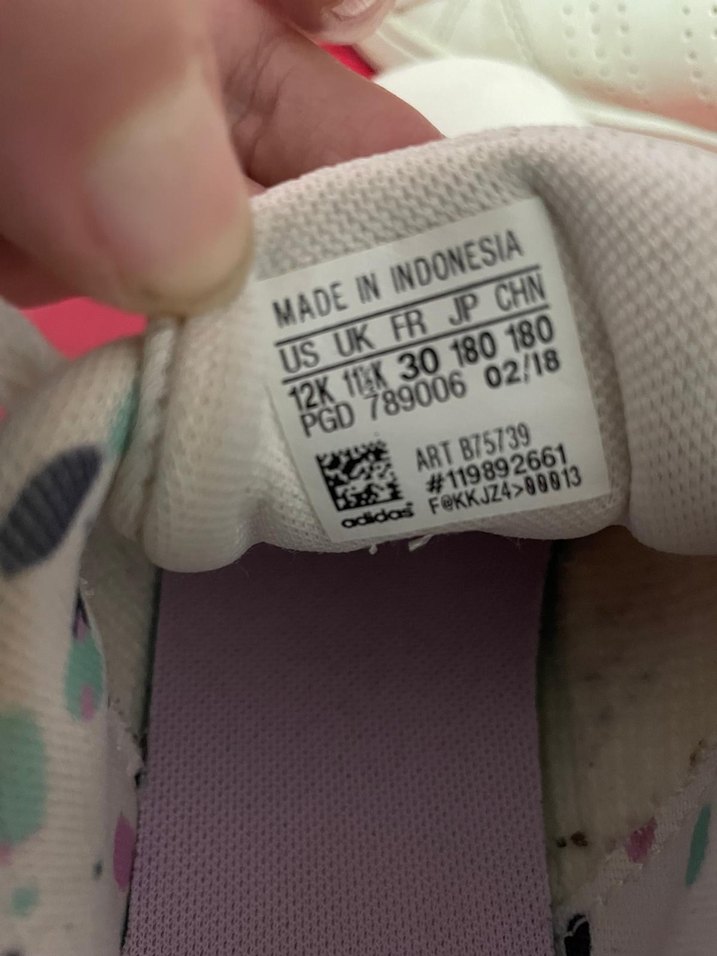 MADE IN INDONESIA
US UK FR JP CHN
12K 11½K 30 180 180
PGD 789006 02/18
ART B75739
#119892661
F@KKJZ4>00013
adidas